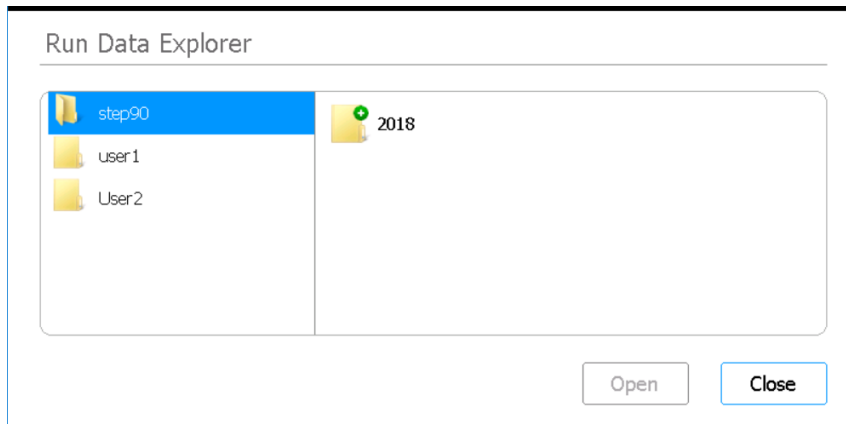 Run Data Explorer
step90
user1
User2
2018
Open
Close